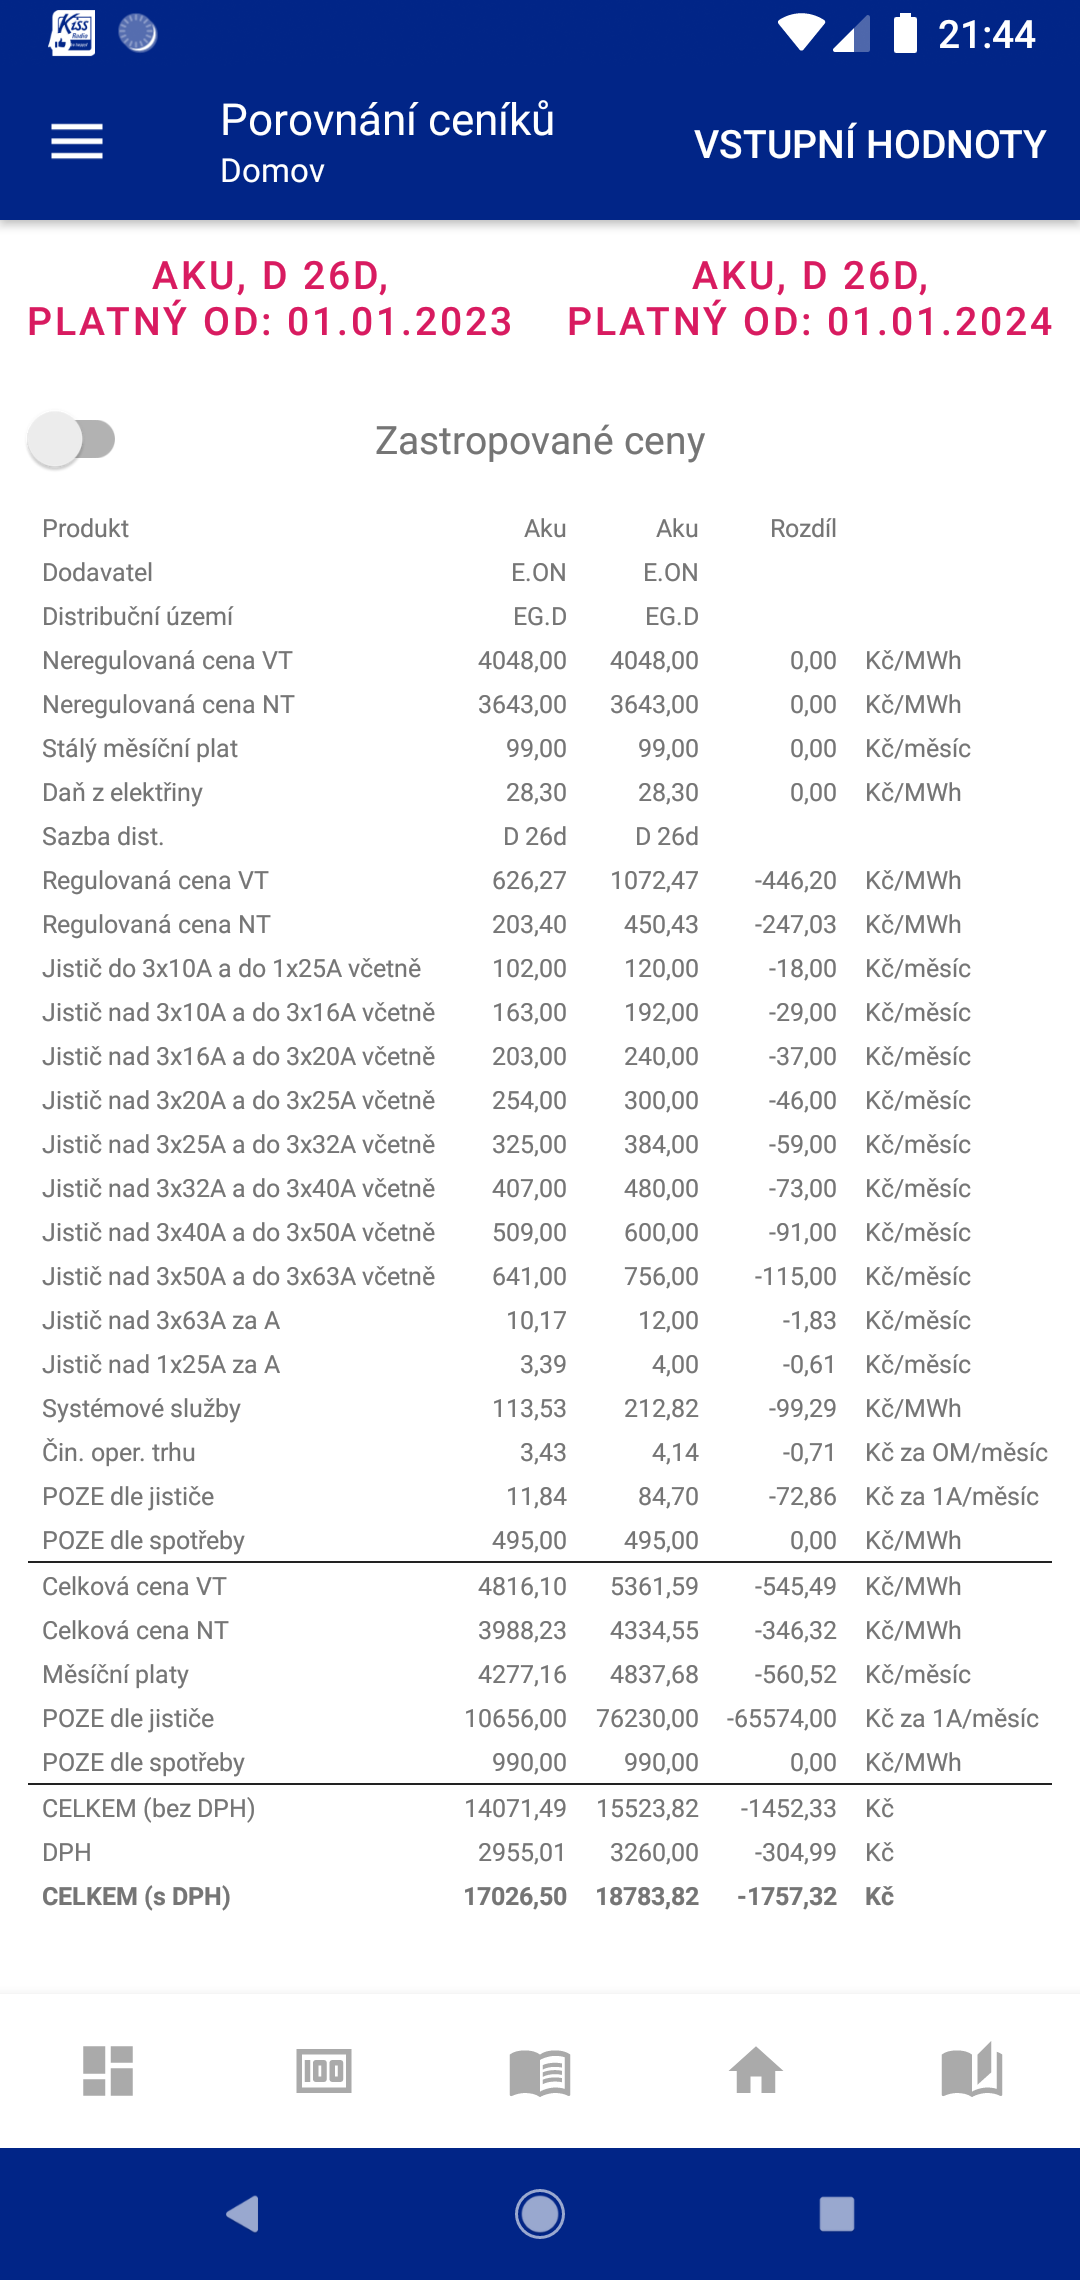 Kiss
Radio
21:44
Porovnání ceníků
Domov
VSTUPNÍ HODNOTY
AKU, D 26D,
PLATNÝ OD: 01.01.2023
AKU, D 26D,
PLATNÝ OD: 01.01.2024
Zastropované ceny
Produkt Aku Aku Rozdíl
Dodavatel E.ON E.ON
Distribuční území EG.D EG.D
Neregulovaná cena VT 4048,00 4048,00 0,00 Kč/MWh
Neregulovaná cena NT 3643,00 3643,00 0,00 Kč/MWh
Stálý měsíční plat 99,00 99,00 0,00 Kč/měsíc
Daň z elektřiny 28,30 28,30 0,00 Kč/MWh
Sazba dist. D 26d D 26d
Regulovaná cena VT 626,27 1072,47 -446,20 Kč/MWh
Regulovaná cena NT 203,40 450,43 -247,03 Kč/MWh
Jistič do 3x10A a do 1x25A včetně 102,00 120,00 -18,00 Kč/měsíc
Jistič nad 3x10A a do 3x16A včetně 163,00 192,00 -29,00 Kč/měsíc
Jistič nad 3x16A a do 3x20A včetně 203,00 240,00 -37,00 Kč/měsíc
Jistič nad 3x20A a do 3x25A včetně 254,00 300,00 -46,00 Kč/měsíc
Jistič nad 3x25A a do 3x32A včetně 325,00 384,00 -59,00 Kč/měsíc
Jistič nad 3x32A a do 3x40A včetně 407,00 480,00 -73,00 Kč/měsíc
Jistič nad 3x40A a do 3x50A včetně 509,00 600,00 -91,00 Kč/měsíc
Jistič nad 3x50A a do 3x63A včetně 641,00 756,00 -115,00 Kč/měsíc
Jistič nad 3x63A za A 10,17 12,00 -1,83 Kč/měsíc
Jistič nad 1x25A za A 3,39 4,00 -0,61 Kč/měsíc
Systémové služby 113,53 212,82 -99,29 Kč/MWh
Čin. oper. trhu 3,43 4,14 -0,71 Kč za OM/měsíc
POZE dle jističe 11,84 84,70 -72,86 Kč za 1A/měsíc
POZE dle spotřeby 495,00 495,00 0,00 Kč/MWh
Celková cena VT 4816,10 5361,59 -545,49 Kč/MWh
Celková cena NT 3988,23 4334,55 -346,32 Kč/MWh
Měsíční platy 4277,16 4837,68 -560,52 Kč/měsíc
POZE dle jističe 10656,00 76230,00 -65574,00 Kč za 1A/měsíc
POZE dle spotřeby 990,00 990,00 0,00 Kč/MWh
CELKEM (bez DPH) 14071,49 15523,82 -1452,33 Kč
DPH 2955,01 3260,00 -304,99 Kč
CELKEM (s DPH) 17026,50 18783,82 -1757,32 Kč
100